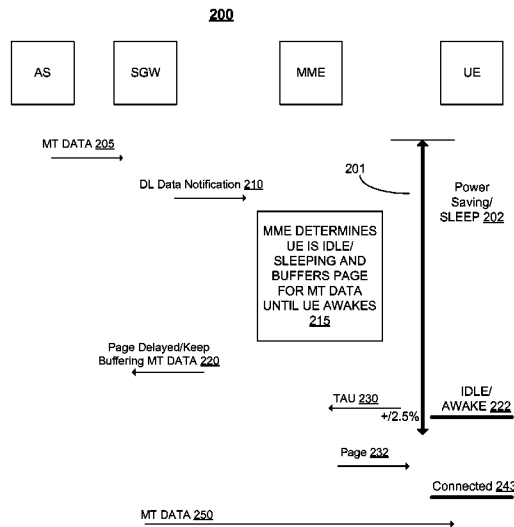 200
AS
SGW
MME
UE
MT DATA 205
201
DL Data Notification 210
Power
Saving/
SLEEP 202
MME DETERMINES
UE IS IDLE/
SLEEPING AND
BUFFERS PAGE
FOR MT DATA
UNTIL UE AWAKES
215
Page Delayed/Keep
Buffering MT DATA 220
TAU 230
+/2.5%
IDLE/
AWAKE 222
Page 232
Connected 243
MT DATA 250